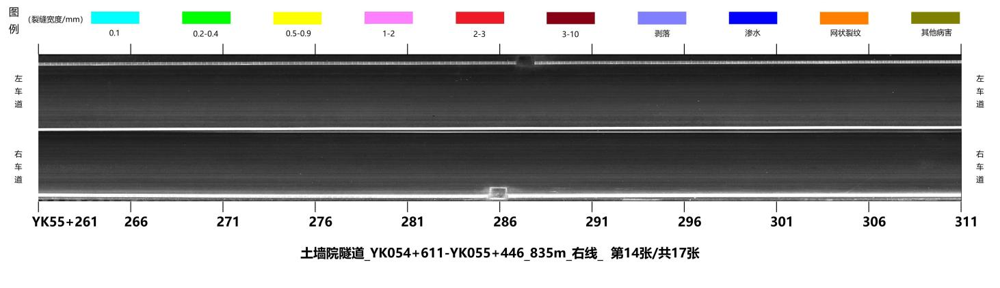 图例
(裂缝宽度/mm)
0.1 0.2-0.4 0.5-0.9 1-2 2-3 3-10 剥落 渗水 网状裂纹 其他病害
左车道
左车道
右车道
右车道
YK55+261 266 271 276 281 286 291 296 301 306 311
土墙院隧道_YK054+611-YK055+446_835m_右线_ 第14张/共17张